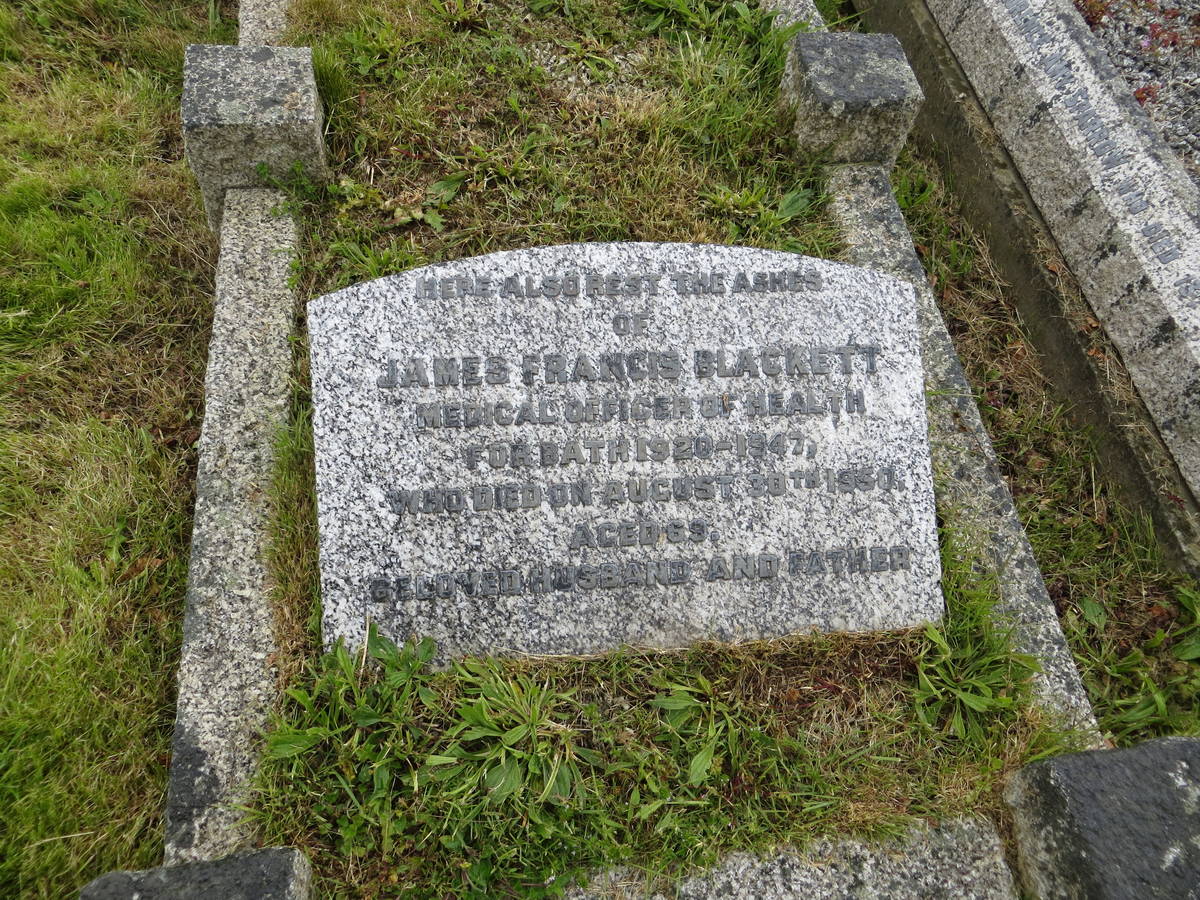 HERE ALSO REST THE ASHES
OF
JAMES FRANCIS BLACKETT
MEDICAL OFFICER OF HEALTH
FOR BATH 1920-1947,
WHO DIED ON AUGUST 30TH 1950.
AGED 69.
BELOVED HUSBAND AND FATHER